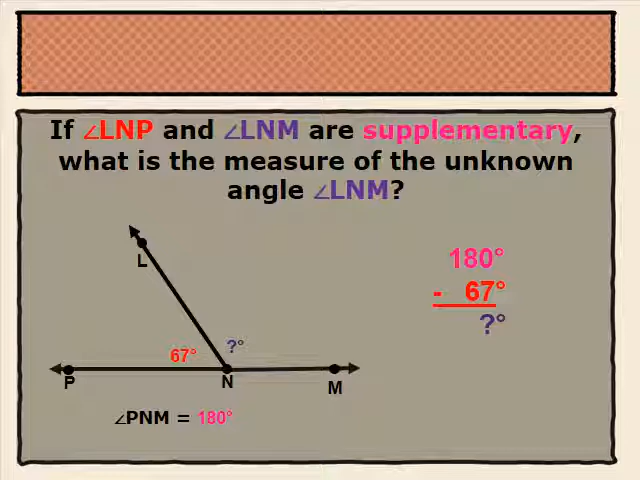 If ∠LNP and ∠LNM are supplementary,
what is the measure of the unknown
angle ∠LNM?
180°
- 67°
?°
L
67°
?°
P
N
M
∠PNM = 180°